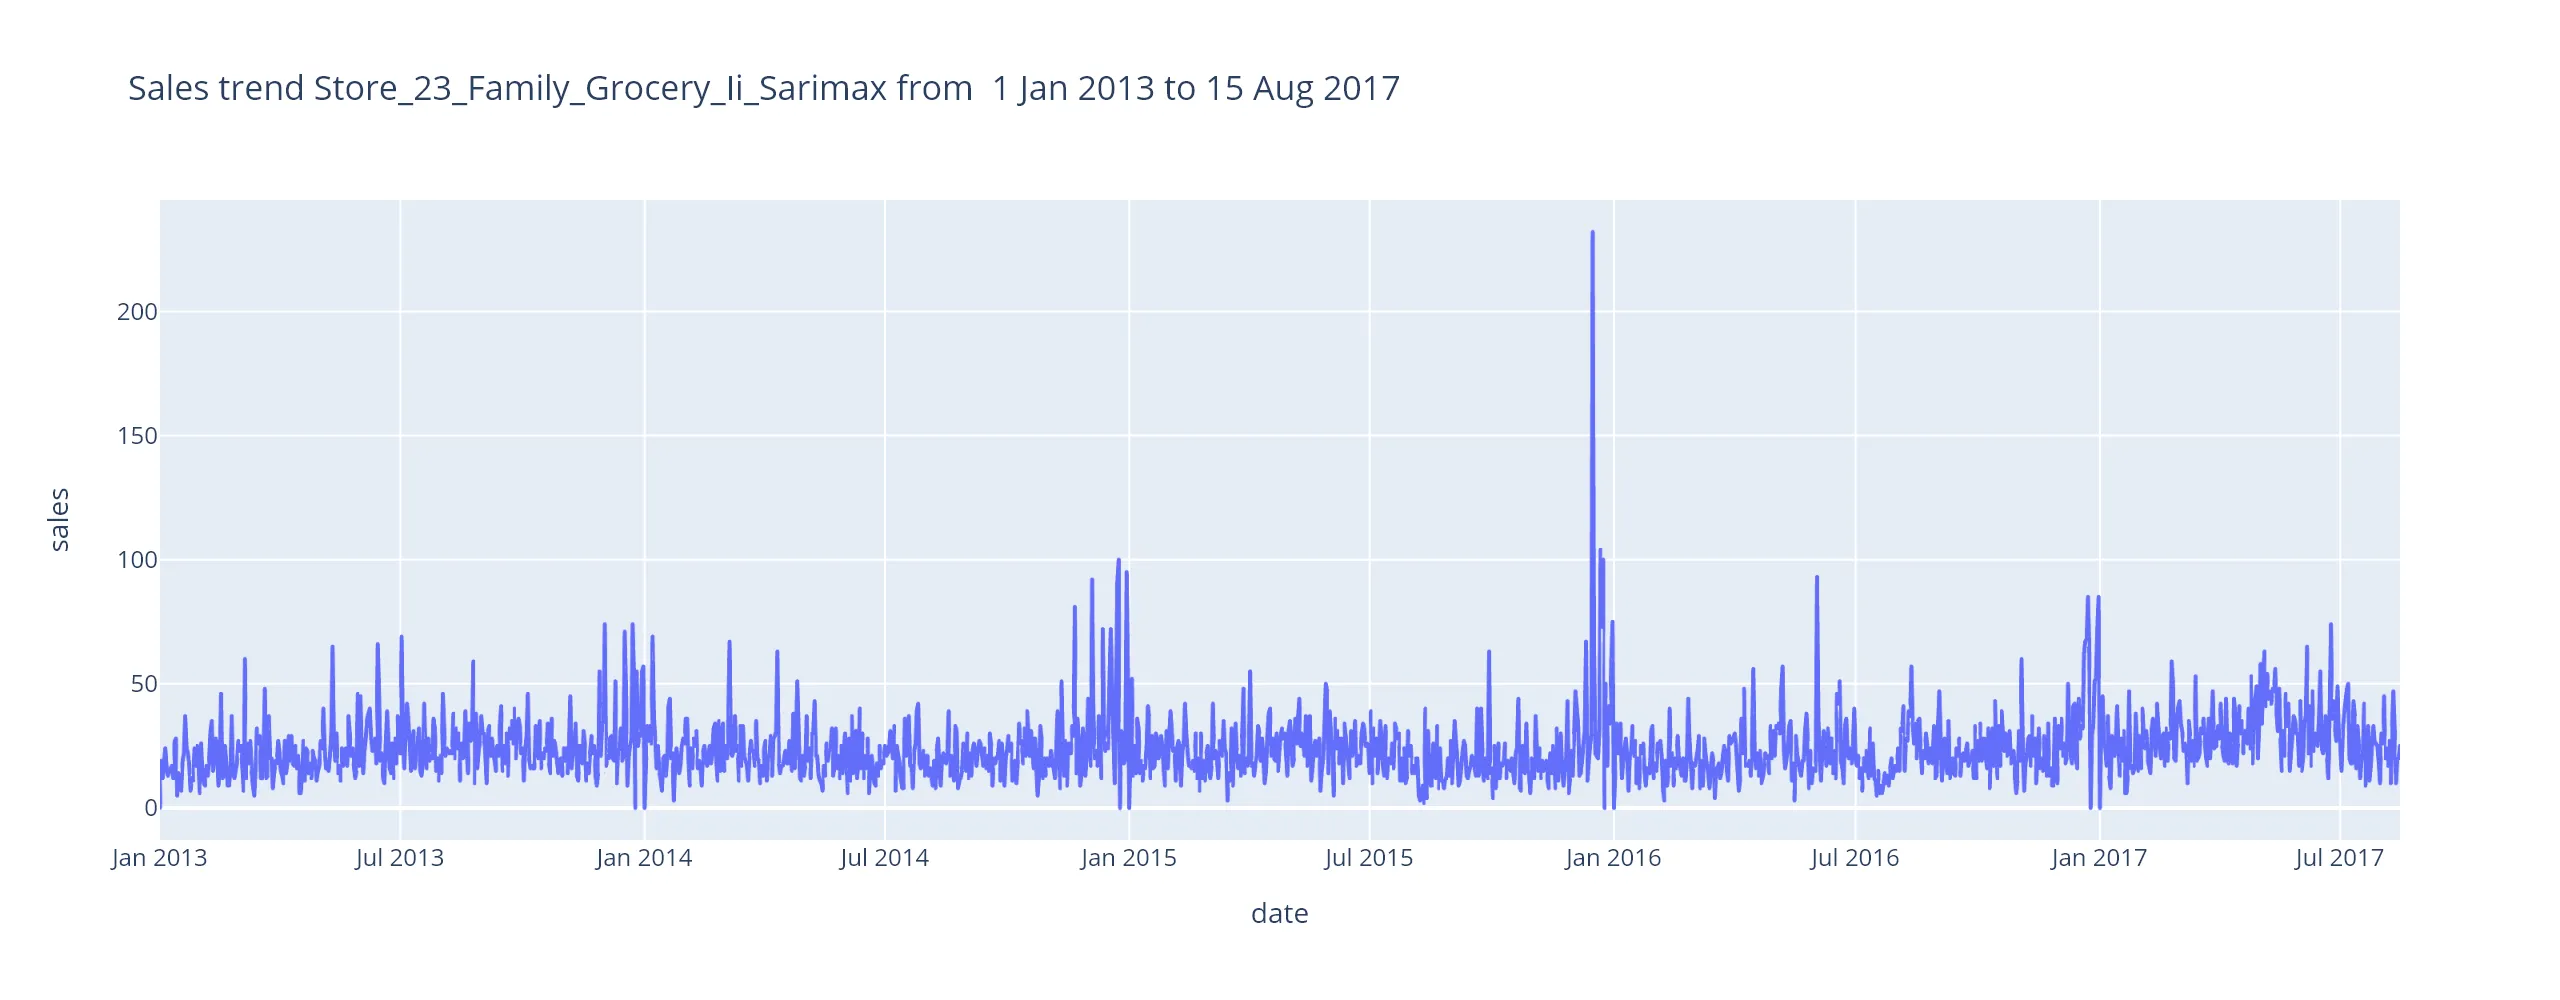 Sales trend Store_23_Family_Grocery_Ii_Sarimax from  1 Jan 2013 to 15 Aug 2017
200
150
100
50
0
sales
Jan 2013 Jul 2013 Jan 2014 Jul 2014 Jan 2015 Jul 2015 Jan 2016 Jul 2016 Jan 2017 Jul 2017
date